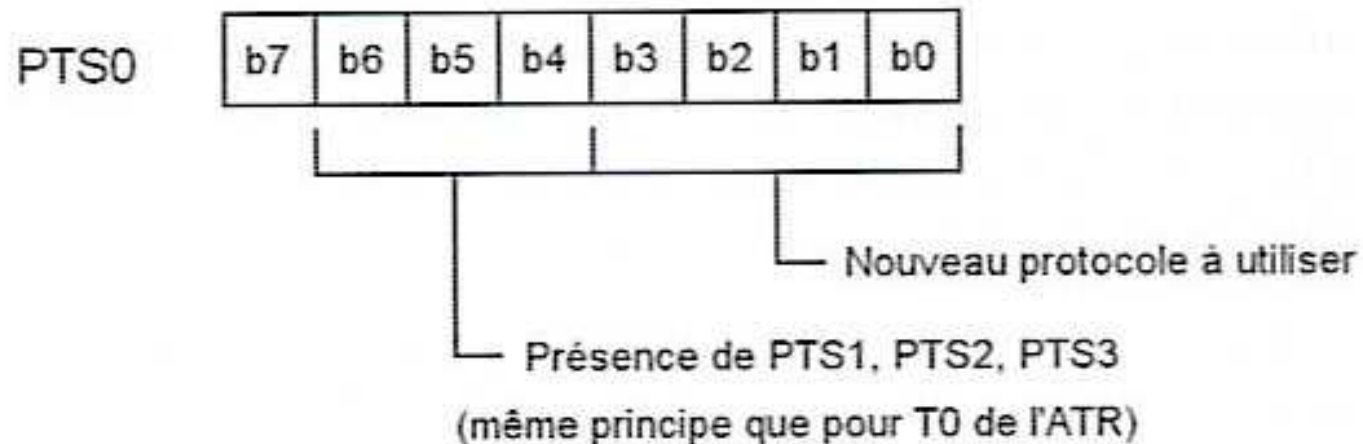 PTS0 b7 b6 b5 b4 b3 b2 b1 b0
Nouveau protocole à utiliser
Présence de PTS1, PTS2, PTS3
(même principe que pour T0 de l'ATR)